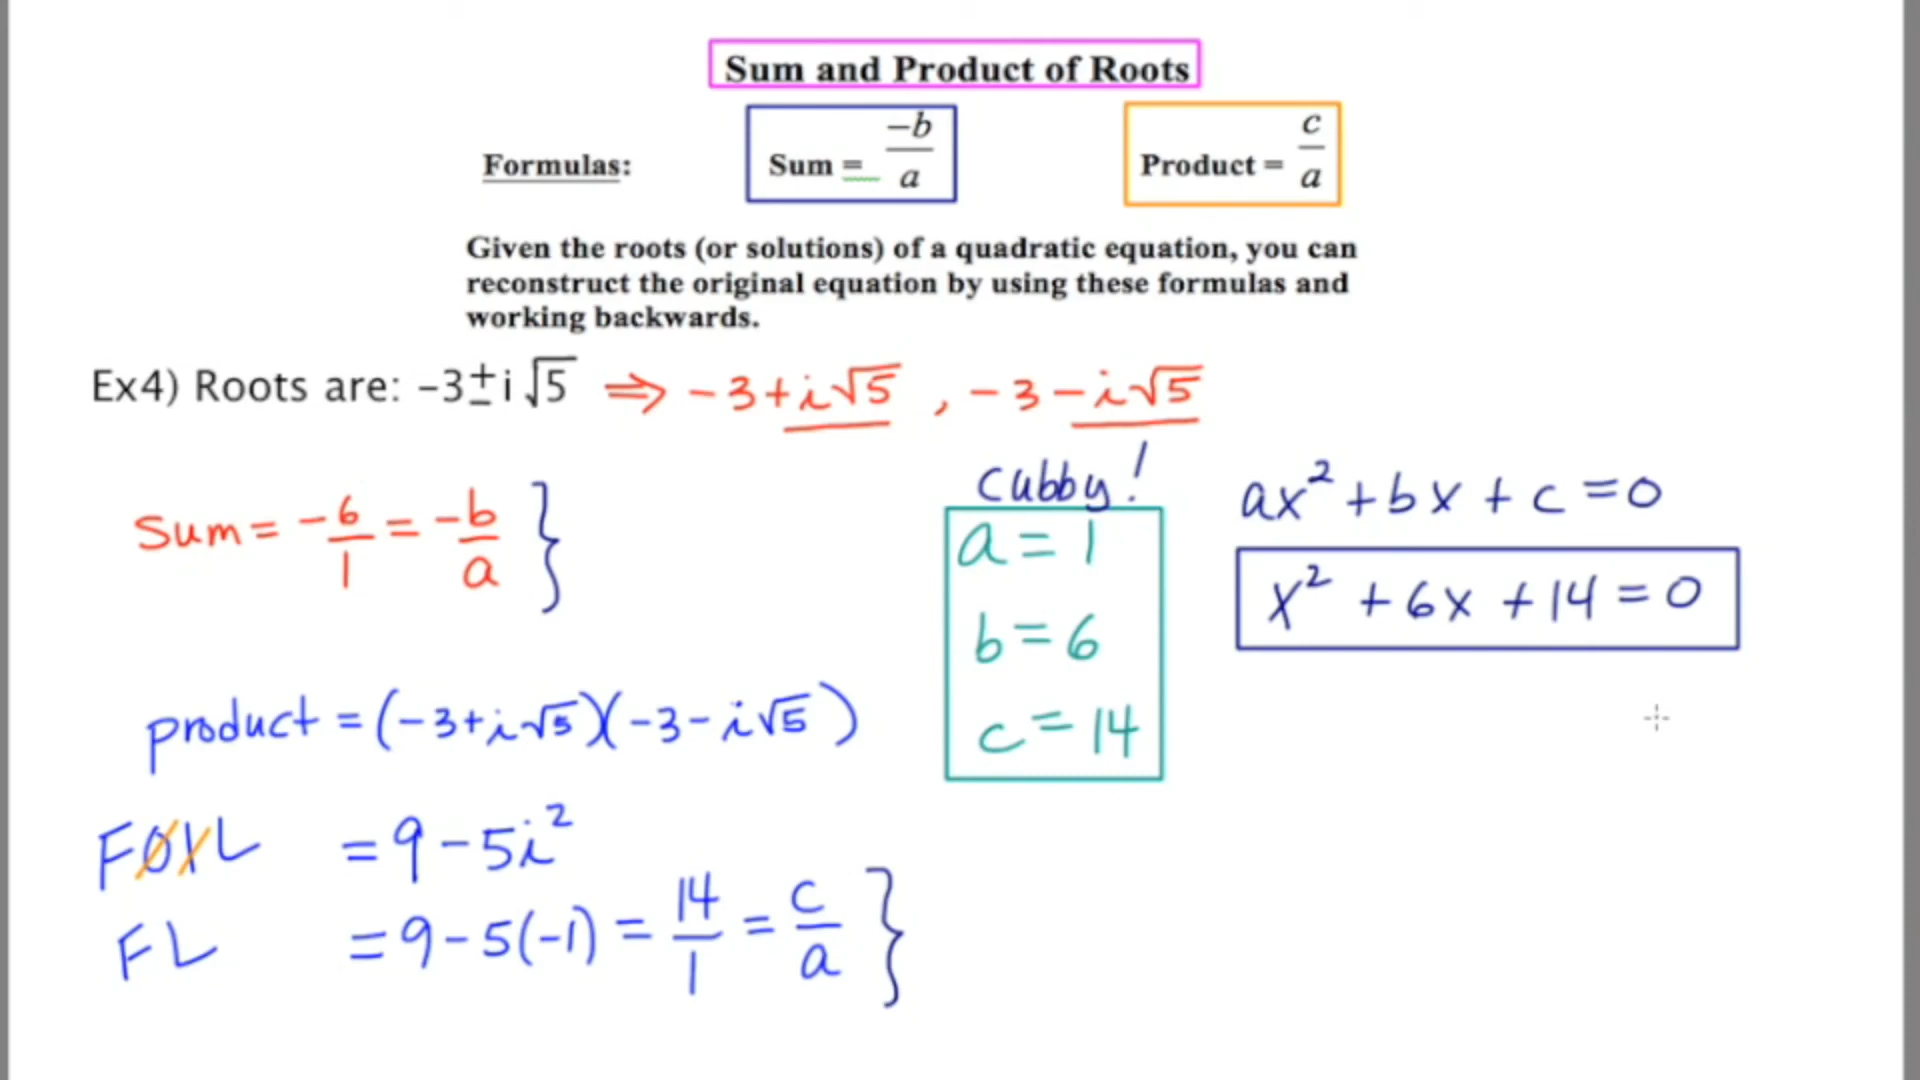 Sum and Product of Roots
Formulas: Sum = −b/a Product = c/a
Given the roots (or solutions) of a quadratic equation, you can
reconstruct the original equation by using these formulas and
working backwards.
Ex4) Roots are: −3±i√5 ⇒ −3+i√5 , −3−i√5
Sum = −6/1 = −b/a }
product = (−3+i√5)(−3−i√5)
FOIL = 9 − 5i²
FL = 9 − 5(−1) = 14/1 = c/a }
cubby!
a = 1
b = 6
c = 14
ax² + bx + c = 0
x² + 6x + 14 = 0